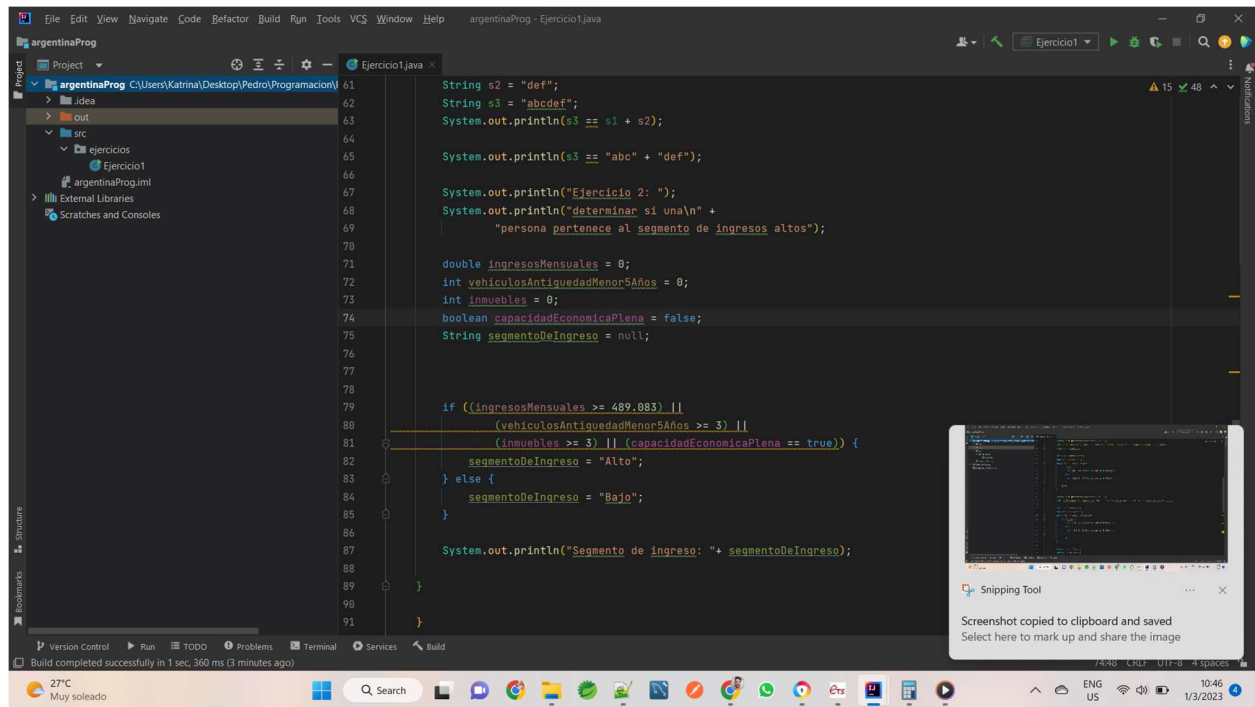 File Edit View Navigate Code Refactor Build Run Tools VCS Window Help argentinaProg - Ejercicio1.java
argentinaProg
Ejercicio1
Project
Ejercicio1.java
Project
argentinaProg C:\Users\Katrina\Desktop\Pedro\Programacion\
.idea
out
src
ejercicios
Ejercicio1
argentinaProg.iml
External Libraries
Scratches and Consoles
15 48
Notifications
61 String s2 = "def";
62 String s3 = "abcdef";
63 System.out.println(s3 == s1 + s2);
64
65 System.out.println(s3 == "abc" + "def");
66
67 System.out.println("Ejercicio 2: ");
68 System.out.println("determinar si una\n" +
69 "persona pertenece al segmento de ingresos altos");
70
71 double ingresosMensuales = 0;
72 int vehiculosAntiguedadMenor5Años = 0;
73 int inmuebles = 0;
74 boolean capacidadEconomicaPlena = false;
75 String segmentoDeIngreso = null;
76
77
78
79 if ((ingresosMensuales >= 489.083) ||
80 (vehiculosAntiguedadMenor5Años >= 3) ||
81 (inmuebles >= 3) || (capacidadEconomicaPlena == true)) {
82 segmentoDeIngreso = "Alto";
83 } else {
84 segmentoDeIngreso = "Bajo";
85 }
86
87 System.out.println("Segmento de ingreso: "+ segmentoDeIngreso);
88
89 }
90
91 }
Structure
Bookmarks
Snipping Tool
Screenshot copied to clipboard and saved
Select here to mark up and share the image
Version Control Run TODO Problems Terminal Services Build
Build completed successfully in 1 sec, 360 ms (3 minutes ago)
74:48 CRLF UTF-8 4 spaces
27°C
Muy soleado
Search
ENG
US
10:46
1/3/2023
4